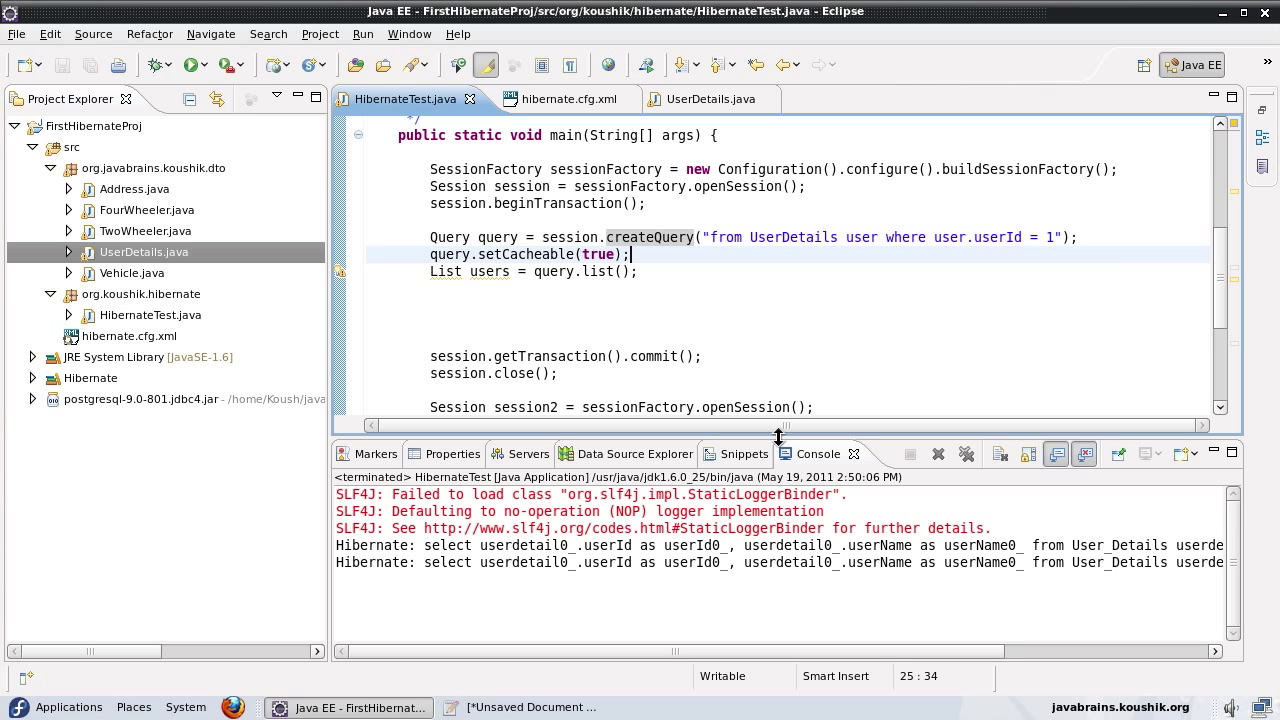 Java EE - FirstHibernateProj/src/org/koushik/hibernate/HibernateTest.java - Eclipse
File Edit Source Refactor Navigate Search Project Run Window Help
Java EE
Project Explorer
HibernateTest.java hibernate.cfg.xml UserDetails.java
FirstHibernateProj
src
org.javabrains.koushik.dto
Address.java
FourWheeler.java
TwoWheeler.java
UserDetails.java
Vehicle.java
org.koushik.hibernate
HibernateTest.java
hibernate.cfg.xml
JRE System Library [JavaSE-1.6]
Hibernate
postgresql-9.0-801.jdbc4.jar - /home/Koush/java
*/
public static void main(String[] args) {
SessionFactory sessionFactory = new Configuration().configure().buildSessionFactory();
Session session = sessionFactory.openSession();
session.beginTransaction();
Query query = session.createQuery("from UserDetails user where user.userId = 1");
query.setCacheable(true);
List users = query.list();
session.getTransaction().commit();
session.close();
Session session2 = sessionFactory.openSession();
Markers Properties Servers Data Source Explorer Snippets Console
<terminated> HibernateTest [Java Application] /usr/java/jdk1.6.0_25/bin/java (May 19, 2011 2:50:06 PM)
SLF4J: Failed to load class "org.slf4j.impl.StaticLoggerBinder".
SLF4J: Defaulting to no-operation (NOP) logger implementation
SLF4J: See http://www.slf4j.org/codes.html#StaticLoggerBinder for further details.
Hibernate: select userdetail0_.userId as userId0_, userdetail0_.userName as userName0_ from User_Details userde
Hibernate: select userdetail0_.userId as userId0_, userdetail0_.userName as userName0_ from User_Details userde
Writable Smart Insert 25 : 34
Applications Places System Java EE - FirstHibernat... [*Unsaved Document ... javabrains.koushik.org